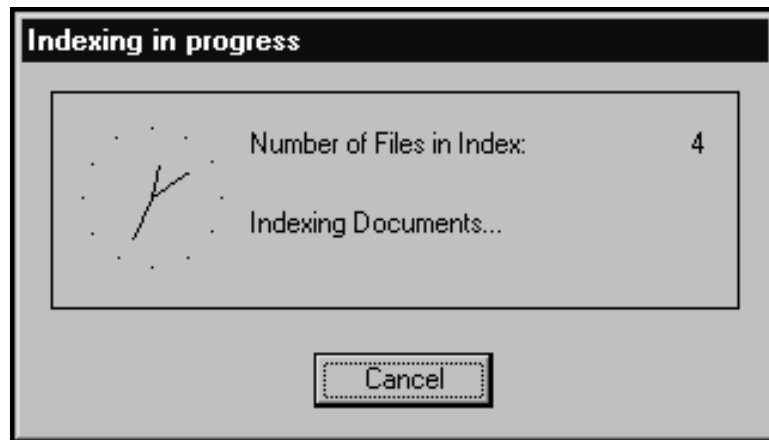 Indexing in progress
Number of Files in Index: 4
Indexing Documents...
Cancel